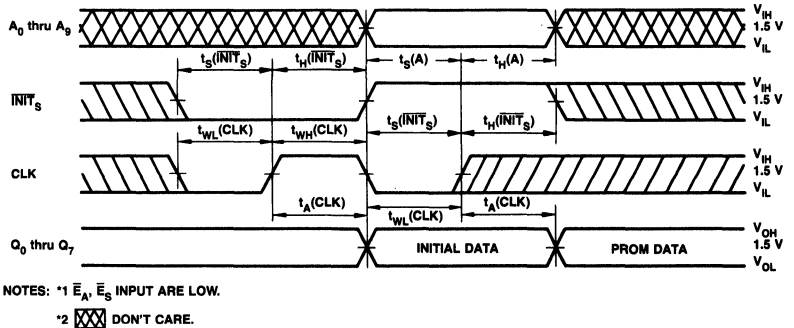 A0 thru A9
VIH
1.5 V
VIL
tS(INITS) tH(INITS) tS(A) tH(A)
INITS
VIH
1.5 V
VIL
tWL(CLK) tWH(CLK) tS(INITS) tH(INITS)
CLK
VIH
1.5 V
VIL
tA(CLK) tWL(CLK) tA(CLK)
Q0 thru Q7
INITIAL DATA PROM DATA
VOH
1.5 V
VOL
NOTES: *1 E̅A, E̅S INPUT ARE LOW.
*2 DON'T CARE.